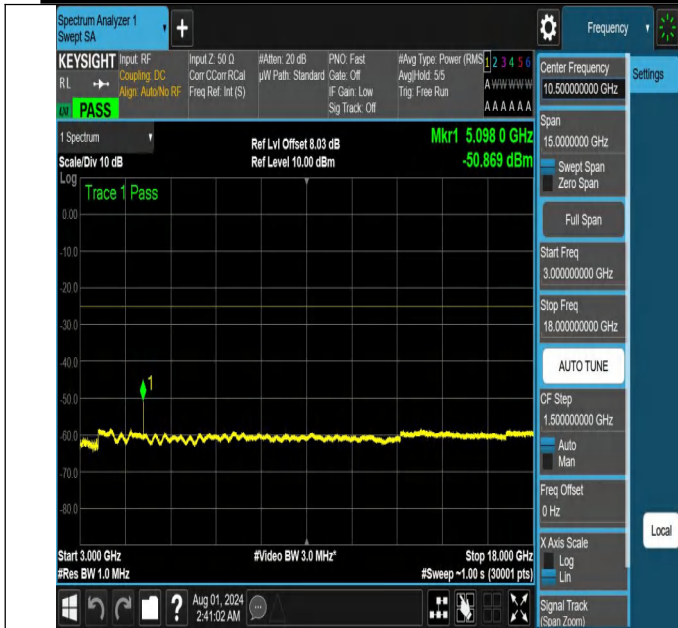 Spectrum Analyzer 1
Swept SA
+
Frequency
KEYSIGHT
RL
PASS
Input: RF
Coupling: DC
Align: Auto/No RF
Input Z: 50 Ω
Corr CCorr RCal
Freq Ref: Int (S)
#Atten: 20 dB
µW Path: Standard
PNO: Fast
Gate: Off
IF Gain: Low
Sig Track: Off
#Avg Type: Power (RMS
Avg|Hold: 5/5
Trig: Free Run
1 2 3 4 5 6
A W W W W W
A A A A A A
1 Spectrum
Scale/Div 10 dB
Ref Lvl Offset 8.03 dB
Ref Level 10.00 dBm
Mkr1 5.098 0 GHz
-50.869 dBm
Log
Trace 1 Pass
0.00
-10.0
-20.0
-30.0
-40.0
1
-50.0
-60.0
-70.0
-80.0
Start 3.000 GHz
#Video BW 3.0 MHz*
Stop 18.000 GHz
#Res BW 1.0 MHz
#Sweep ~1.00 s (30001 pts)
Aug 01, 2024
2:41:02 AM
?
Center Frequency
10.500000000 GHz
Settings
Span
15.0000000 GHz
Swept Span
Zero Span
Full Span
Start Freq
3.000000000 GHz
Stop Freq
18.000000000 GHz
AUTO TUNE
CF Step
1.500000000 GHz
Auto
Man
Freq Offset
0 Hz
Local
X Axis Scale
Log
Lin
Signal Track
(Span Zoom)